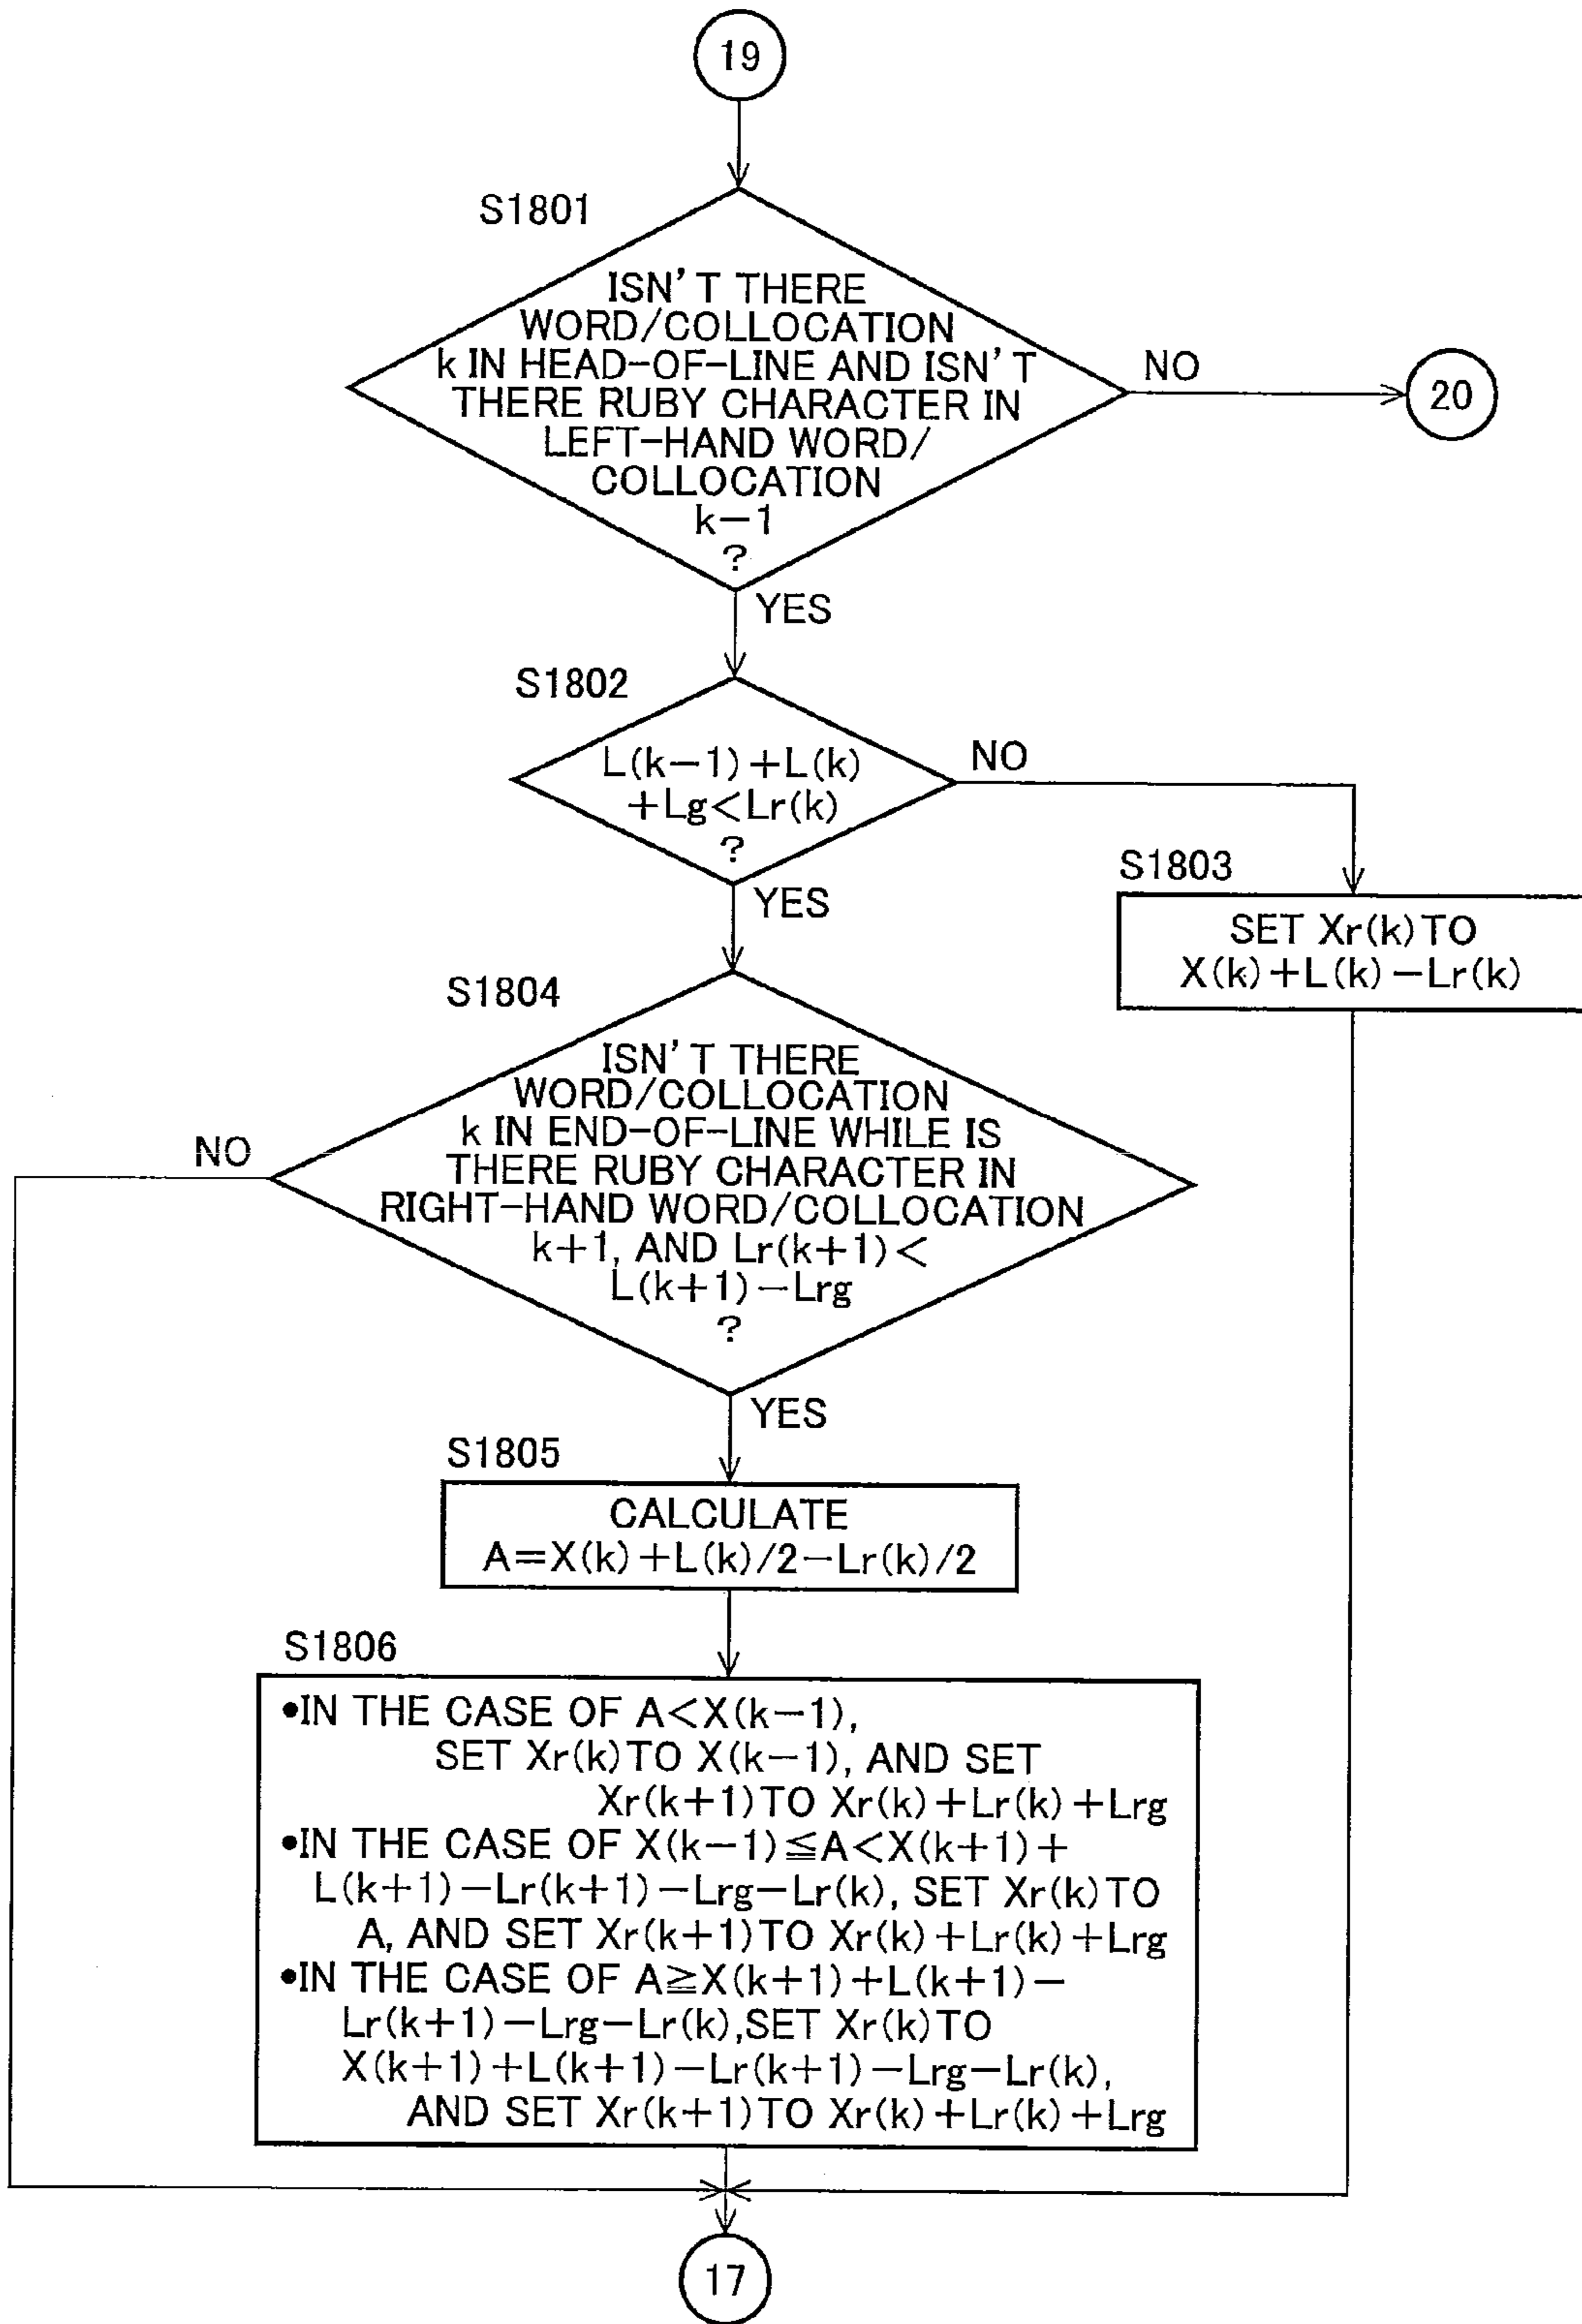 19
S1801
ISN'T THERE
WORD/COLLOCATION
k IN HEAD-OF-LINE AND ISN'T
THERE RUBY CHARACTER IN
LEFT-HAND WORD/
COLLOCATION
k-1
?
NO
20
YES
S1802
L(k-1)+L(k)
+Lg<Lr(k)
?
NO
YES
S1803
SET Xr(k)TO
X(k)+L(k)-Lr(k)
S1804
ISN'T THERE
WORD/COLLOCATION
k IN END-OF-LINE WHILE IS
THERE RUBY CHARACTER IN
RIGHT-HAND WORD/COLLOCATION
k+1, AND Lr(k+1)<
L(k+1)-Lrg
?
NO
YES
S1805
CALCULATE
A=X(k)+L(k)/2-Lr(k)/2
S1806
•IN THE CASE OF A<X(k-1),
SET Xr(k)TO X(k-1), AND SET
Xr(k+1)TO Xr(k)+Lr(k)+Lrg
•IN THE CASE OF X(k-1)≦A<X(k+1)+
L(k+1)-Lr(k+1)-Lrg-Lr(k), SET Xr(k)TO
A, AND SET Xr(k+1)TO Xr(k)+Lr(k)+Lrg
•IN THE CASE OF A≧X(k+1)+L(k+1)-
Lr(k+1)-Lrg-Lr(k),SET Xr(k)TO
X(k+1)+L(k+1)-Lr(k+1)-Lrg-Lr(k),
AND SET Xr(k+1)TO Xr(k)+Lr(k)+Lrg
17